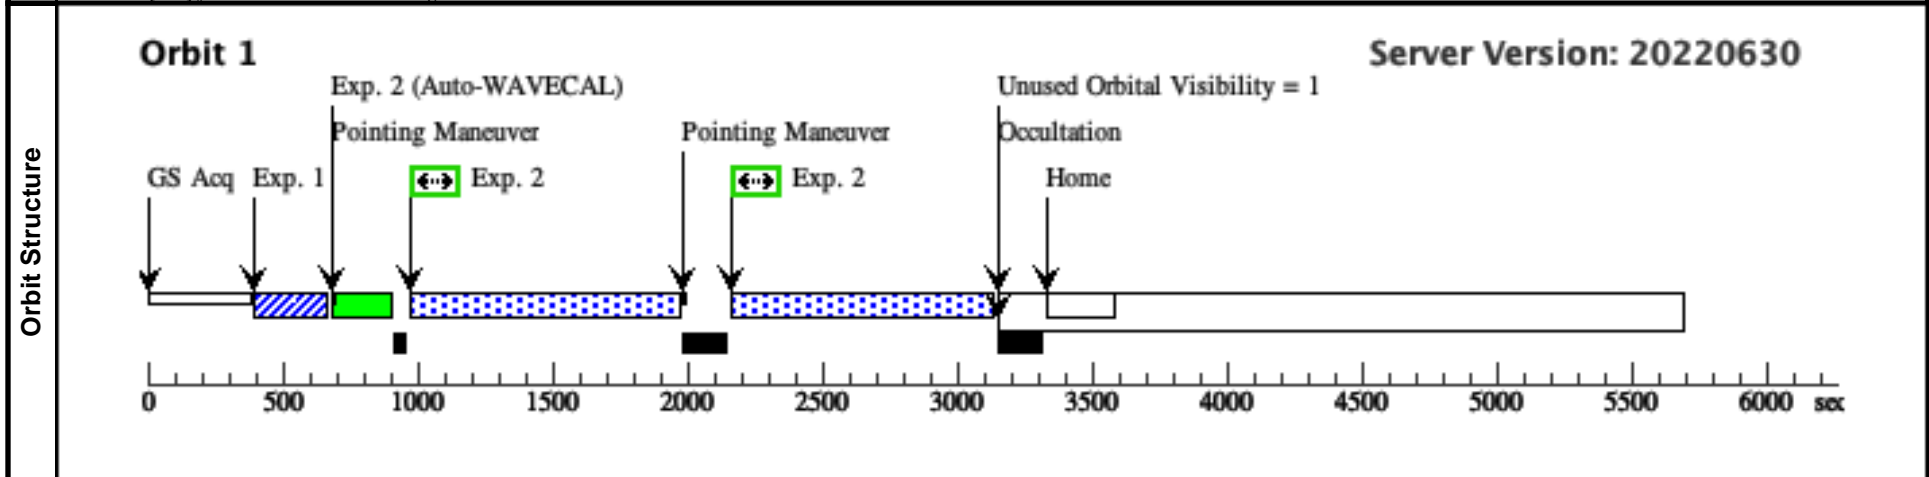 Orbit Structure
Orbit 1
Server Version: 20220630
Exp. 2 (Auto-WAVECAL)
Unused Orbital Visibility = 1
Pointing Maneuver
Pointing Maneuver
Occultation
GS Acq
Exp. 1
Exp. 2
Exp. 2
Home
0 500 1000 1500 2000 2500 3000 3500 4000 4500 5000 5500 6000